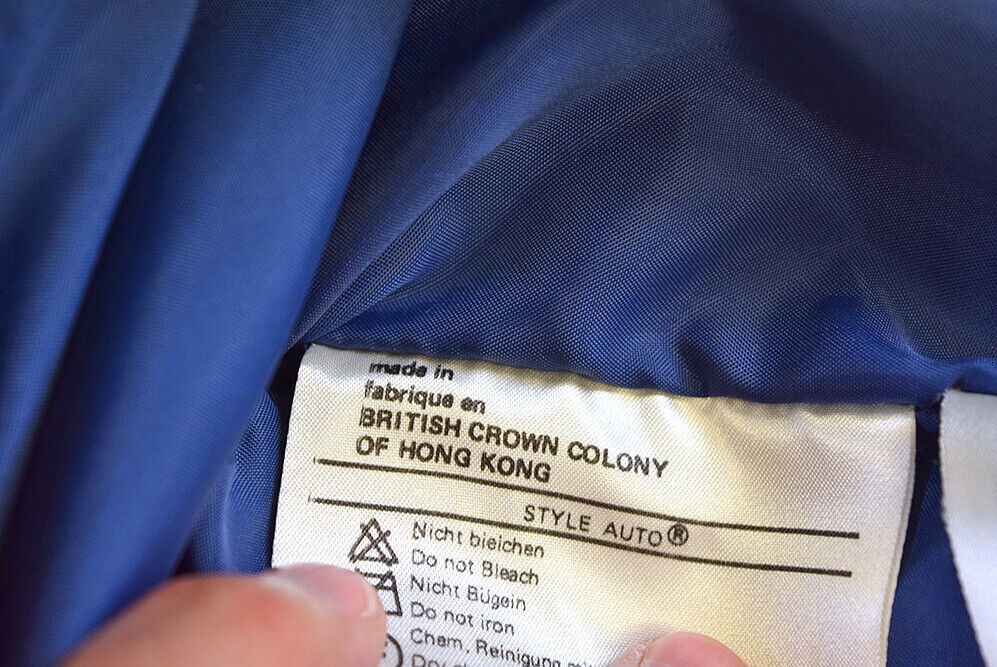 made in
fabrique en
BRITISH CROWN COLONY
OF HONG KONG
STYLE AUTO®
Nicht bleichen
Do not Bleach
Nicht Bügeln
Do not iron
Chem, Reinigung